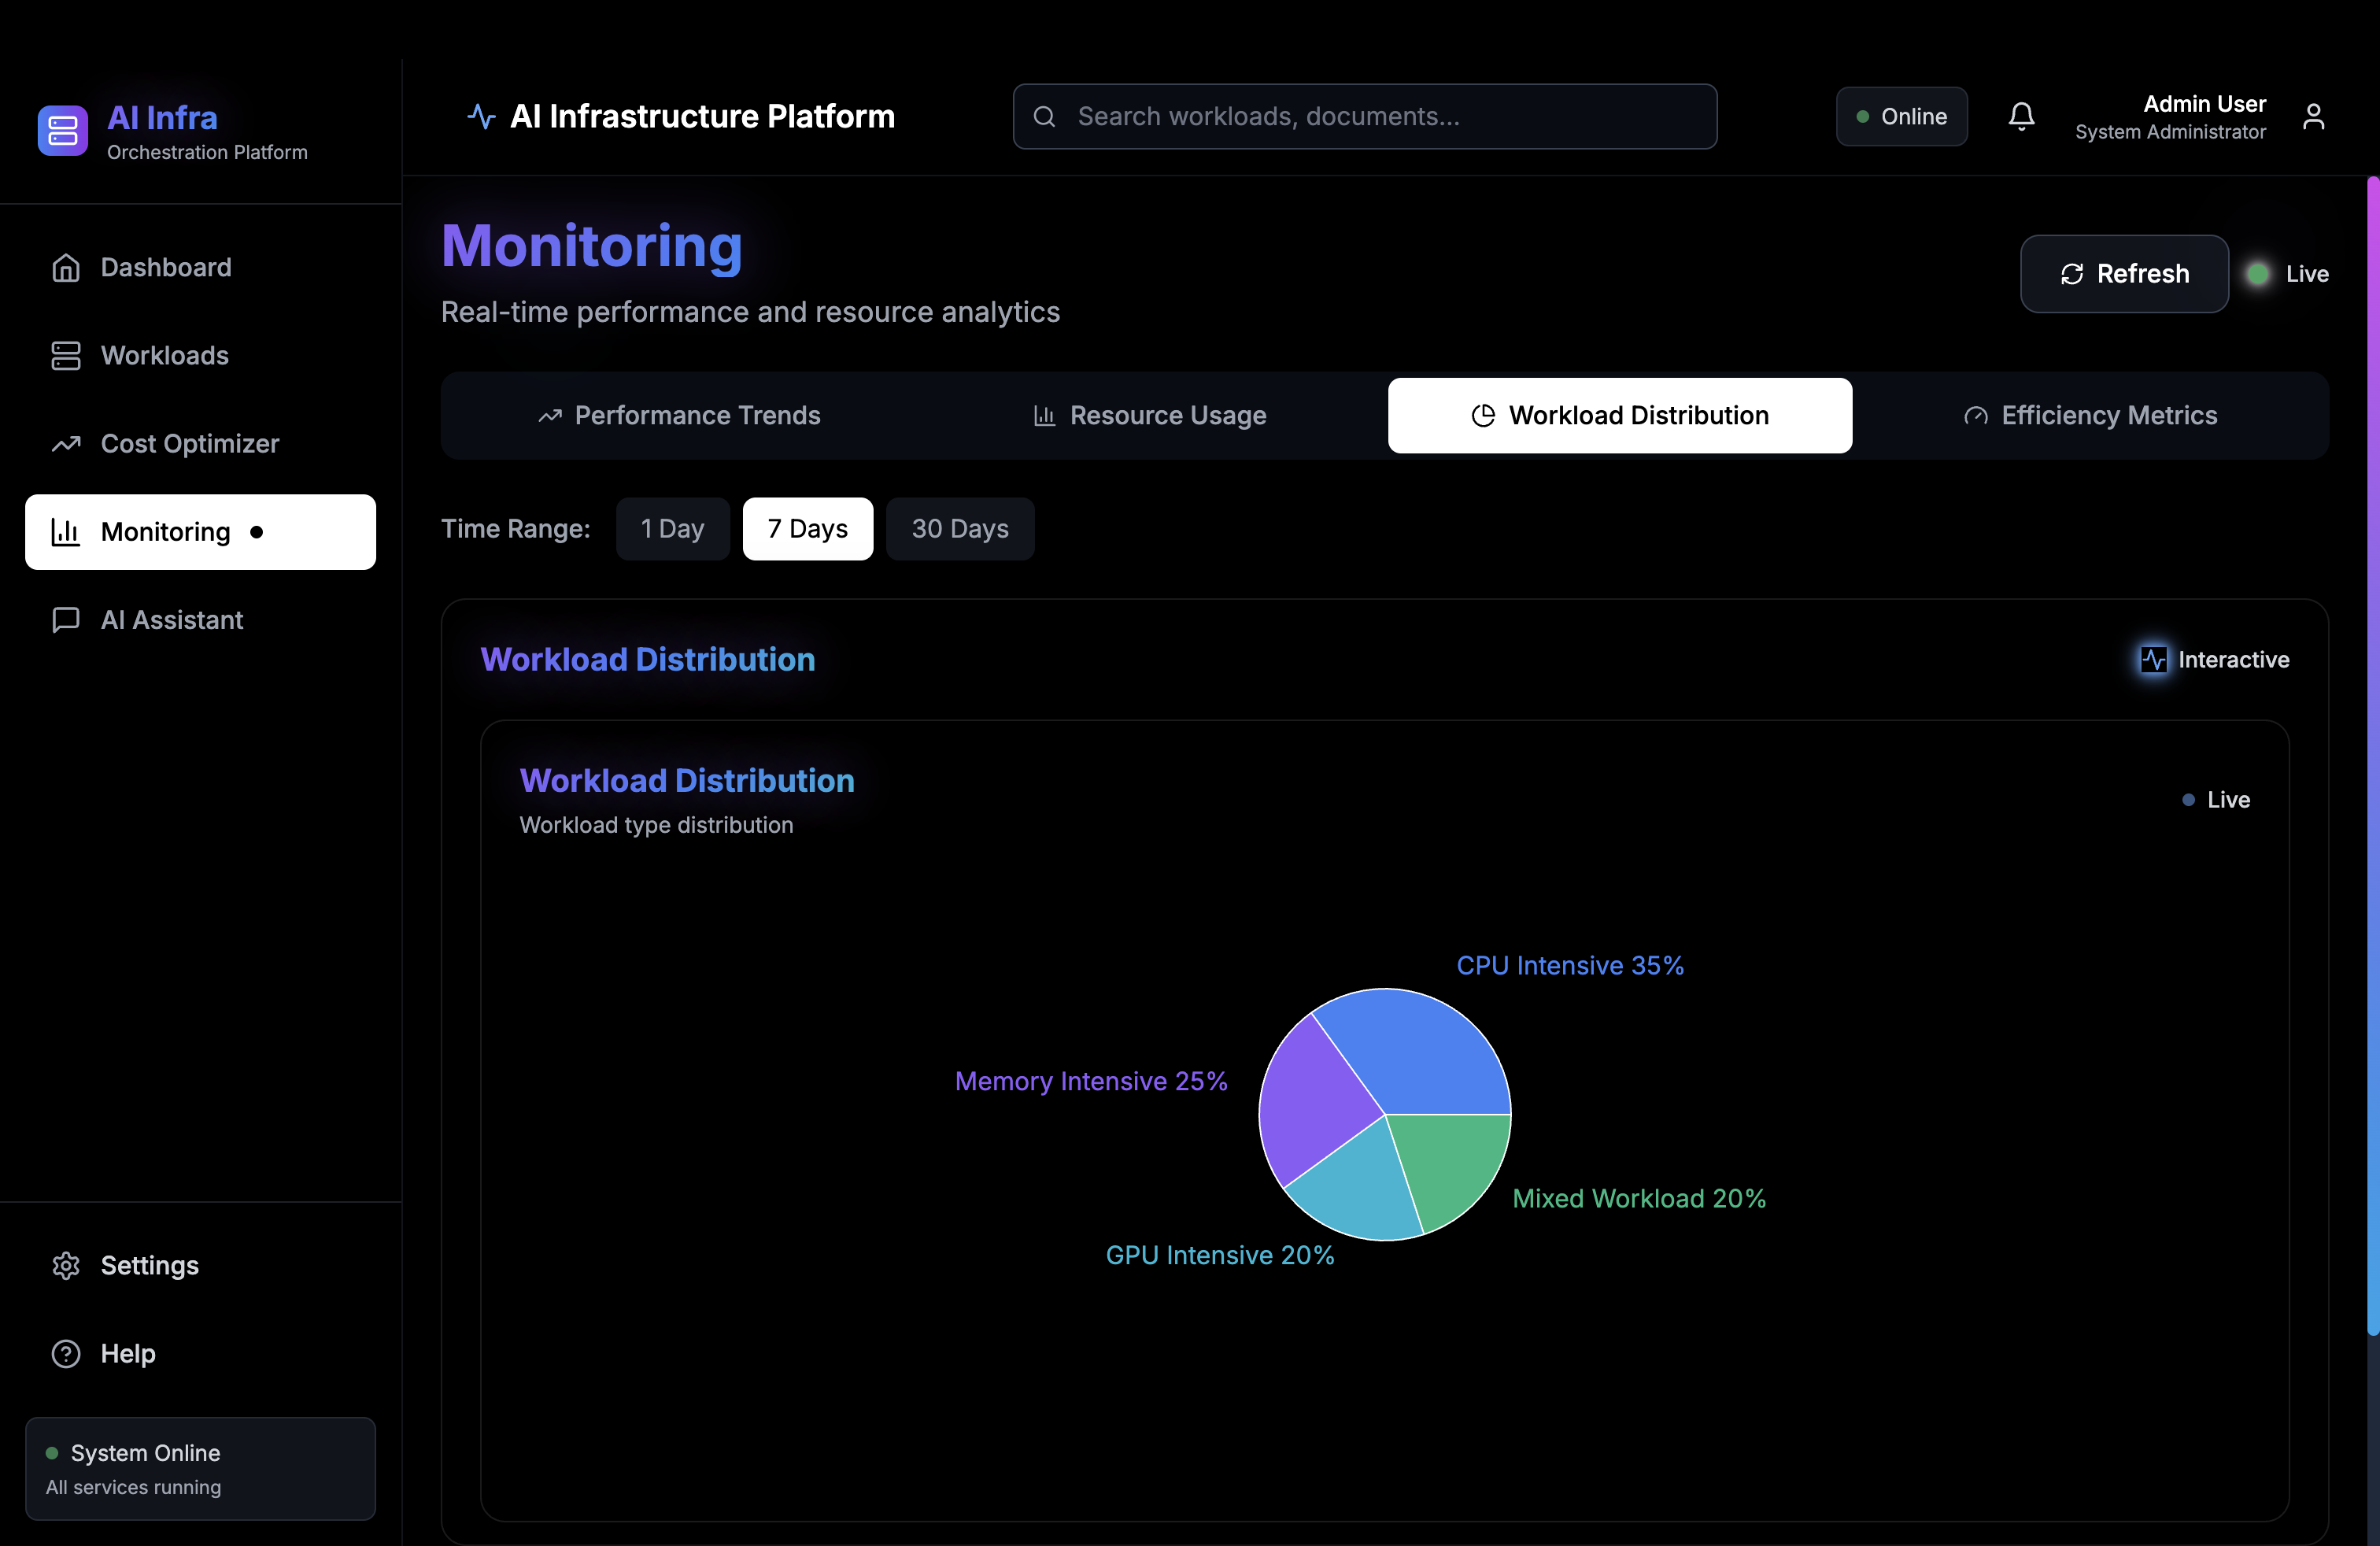 AI Infra
Orchestration Platform
AI Infrastructure Platform
Search workloads, documents...
Online
Admin User
System Administrator
Dashboard
Workloads
Cost Optimizer
Monitoring
AI Assistant
Settings
Help
System Online
All services running
Monitoring
Real-time performance and resource analytics
Refresh
Live
Performance Trends
Resource Usage
Workload Distribution
Efficiency Metrics
Time Range:
1 Day
7 Days
30 Days
Workload Distribution
Interactive
Workload Distribution
Workload type distribution
Live
CPU Intensive 35%
Memory Intensive 25%
Mixed Workload 20%
GPU Intensive 20%